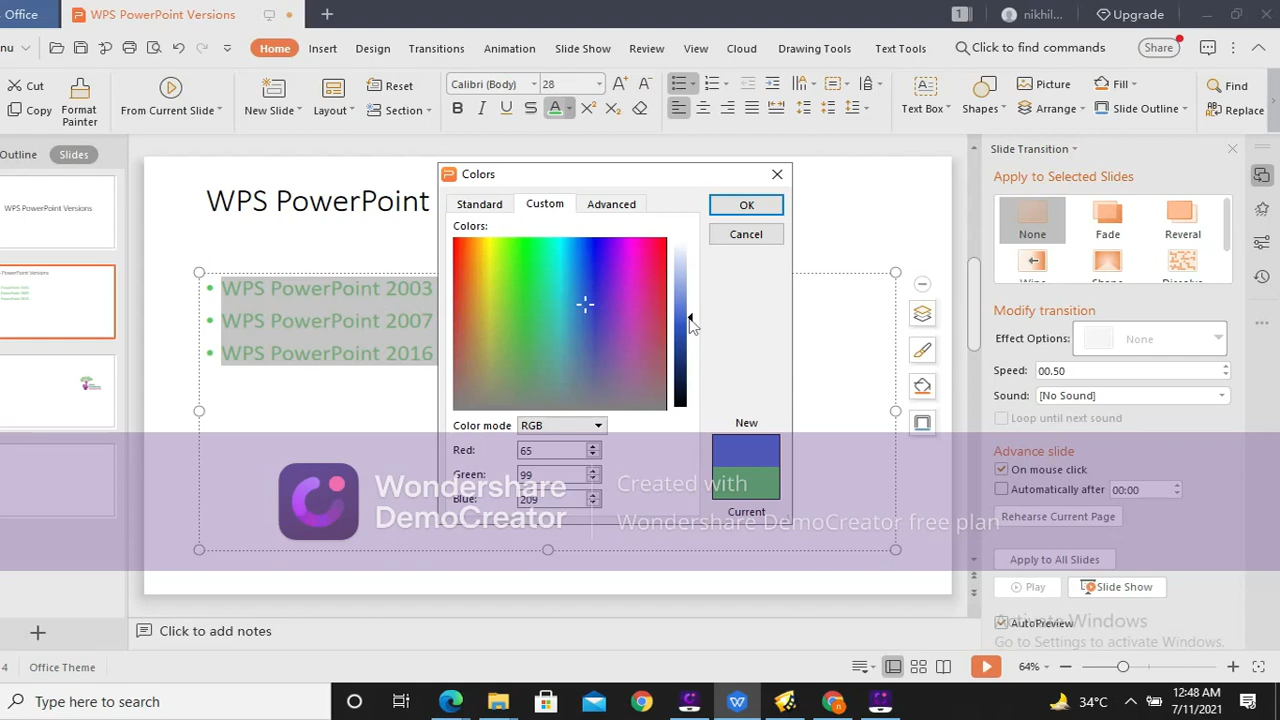 Office
WPS PowerPoint Versions
1
nikhil...
Upgrade
nu
Home
Insert
Design
Transitions
Animation
Slide Show
Review
View
Cloud
Drawing Tools
Text Tools
Click to find commands
Share
Cut
Copy
Format
Painter
From Current Slide
New Slide
Layout
Reset
Section
Calibri (Body)
28
Text Box
Shapes
Picture
Arrange
Fill
Slide Outline
Find
Replace
Outline
Slides
WPS PowerPoint Versions
WPS PowerPoint
• WPS PowerPoint 2003
• WPS PowerPoint 2007
• WPS PowerPoint 2016
Colors
Standard
Custom
Advanced
OK
Cancel
Colors:
Color mode
RGB
Red:
65
Green:
99
Blue:
209
New
Current
Slide Transition
Apply to Selected Slides
None
Fade
Reveral
Wipe
Shape
Dissolve
Modify transition
Effect Options:
None
Speed:
00.50
Sound:
[No Sound]
Loop until next sound
Advance slide
On mouse click
Automatically after
00:00
Rehearse Current Page
Apply to All Slides
Play
Slide Show
AutoPreview
Activate Windows
Go to Settings to activate Windows.
Wondershare
DemoCreator
Created with
Wondershare DemoCreator free plan
Click to add notes
4
Office Theme
64%
Type here to search
34°C
12:48 AM
7/11/2021